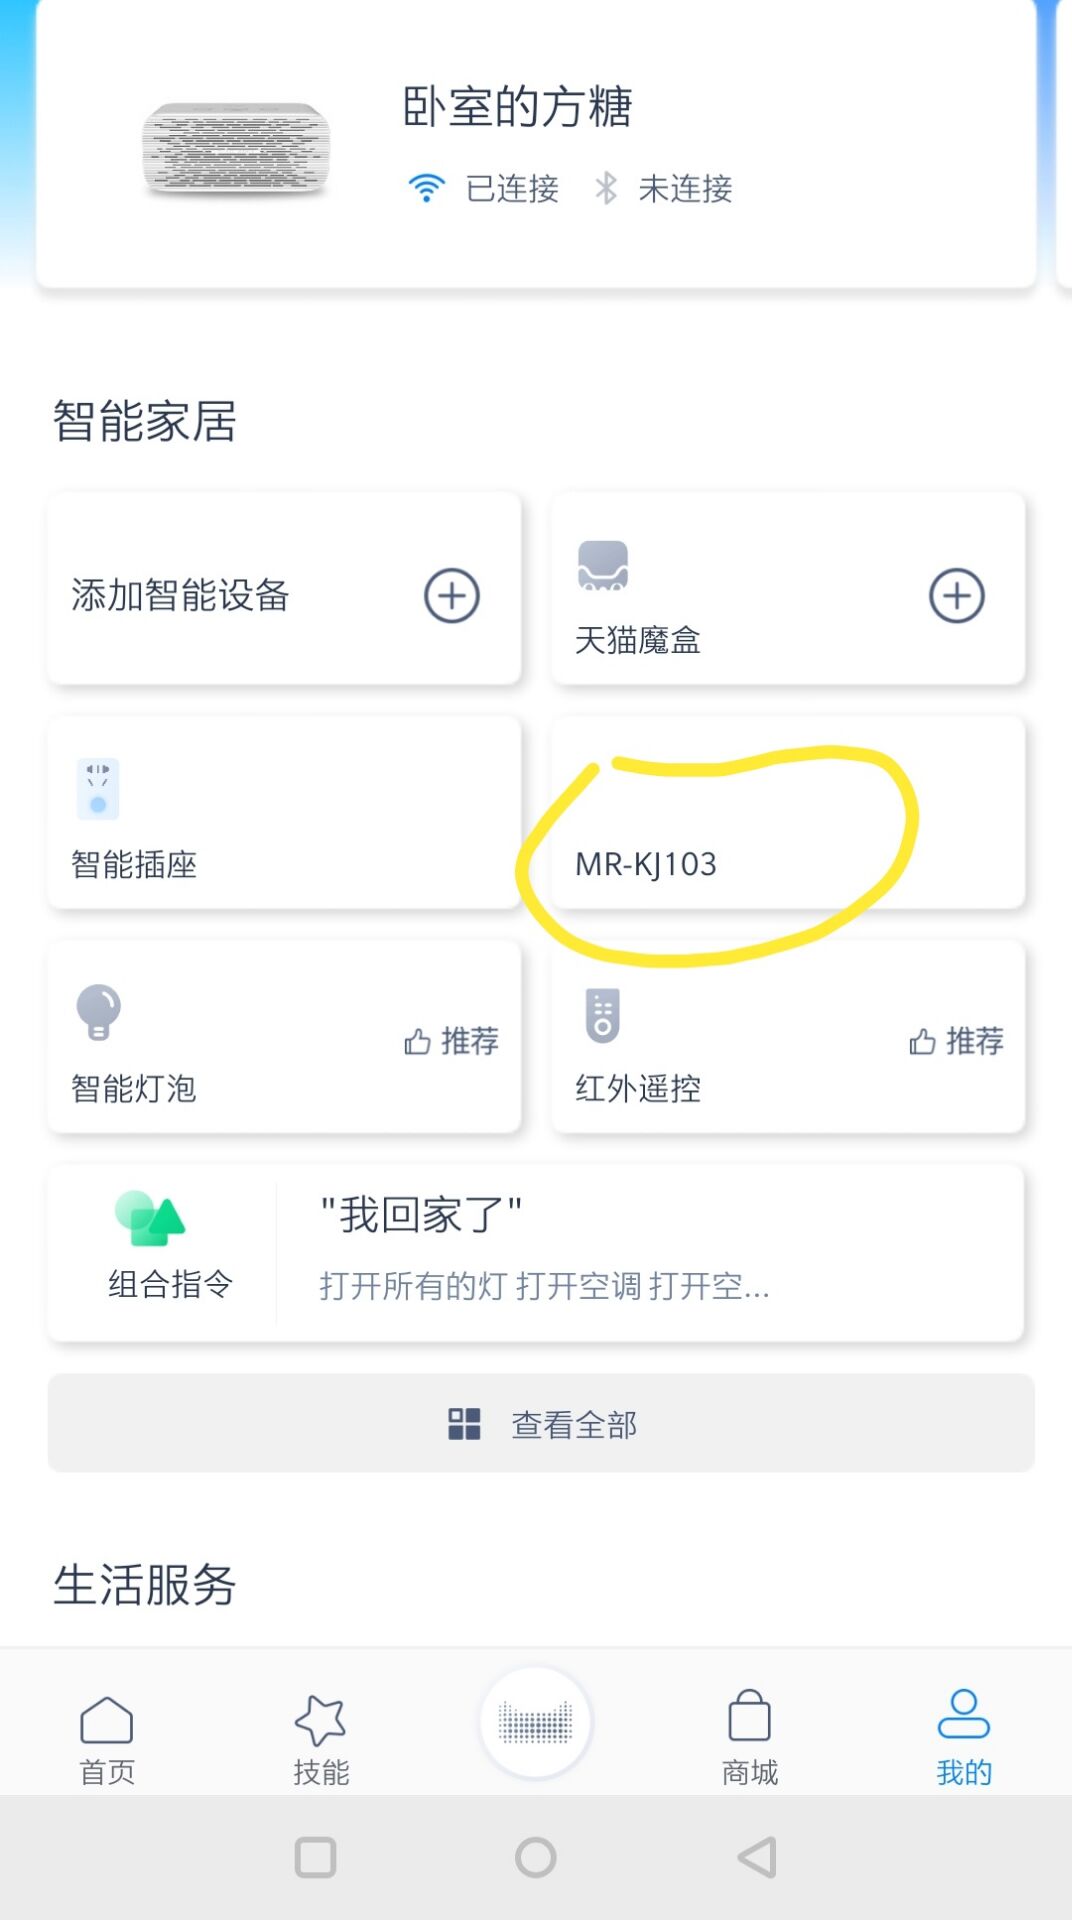 卧室的方糖
已连接 未连接
智能家居
添加智能设备
天猫魔盒
智能插座
MR-KJ103
智能灯泡
推荐
红外遥控
推荐
组合指令
"我回家了"
打开所有的灯 打开空调 打开空...
查看全部
生活服务
首页 技能 商城 我的